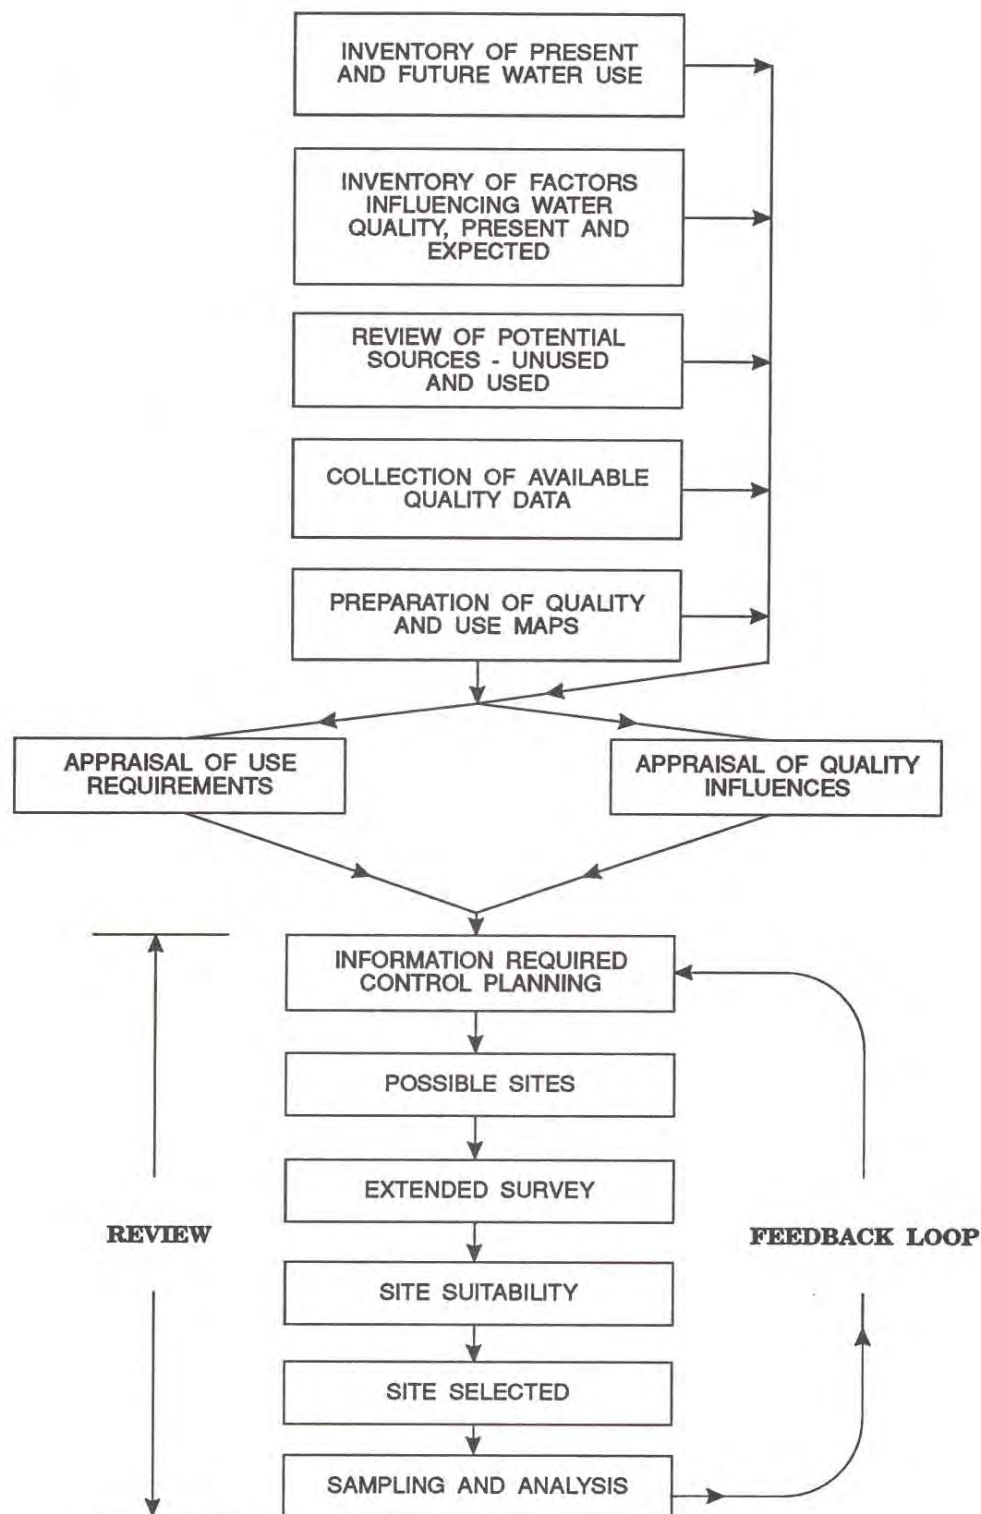 INVENTORY OF PRESENT
AND FUTURE WATER USE
INVENTORY OF FACTORS
INFLUENCING WATER
QUALITY, PRESENT AND
EXPECTED
REVIEW OF POTENTIAL
SOURCES - UNUSED
AND USED
COLLECTION OF AVAILABLE
QUALITY DATA
PREPARATION OF QUALITY
AND USE MAPS
APPRAISAL OF USE
REQUIREMENTS
APPRAISAL OF QUALITY
INFLUENCES
INFORMATION REQUIRED
CONTROL PLANNING
POSSIBLE SITES
EXTENDED SURVEY
REVIEW
FEEDBACK LOOP
SITE SUITABILITY
SITE SELECTED
SAMPLING AND ANALYSIS